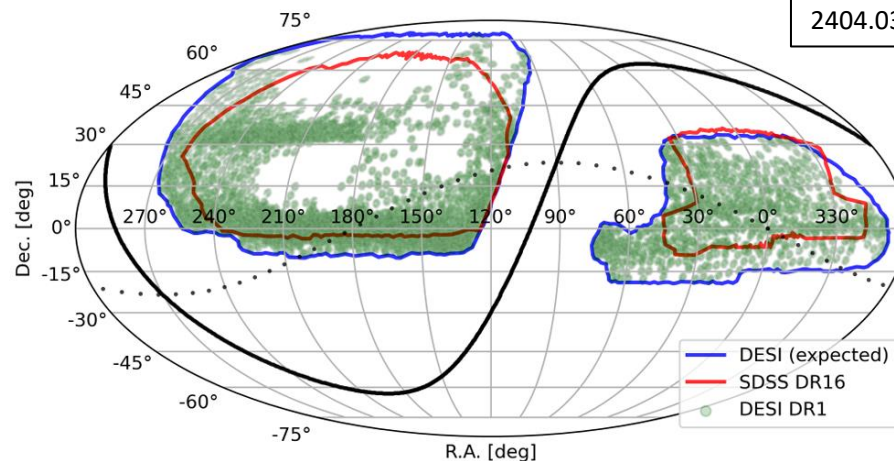 2404.03
75°
60°
45°
30°
15°
0°
-15°
-30°
-45°
-60°
-75°
270° 240° 210° 180° 150° 120° 90° 60° 30° 0° 330°
Dec. [deg]
R.A. [deg]
DESI (expected)
SDSS DR16
DESI DR1